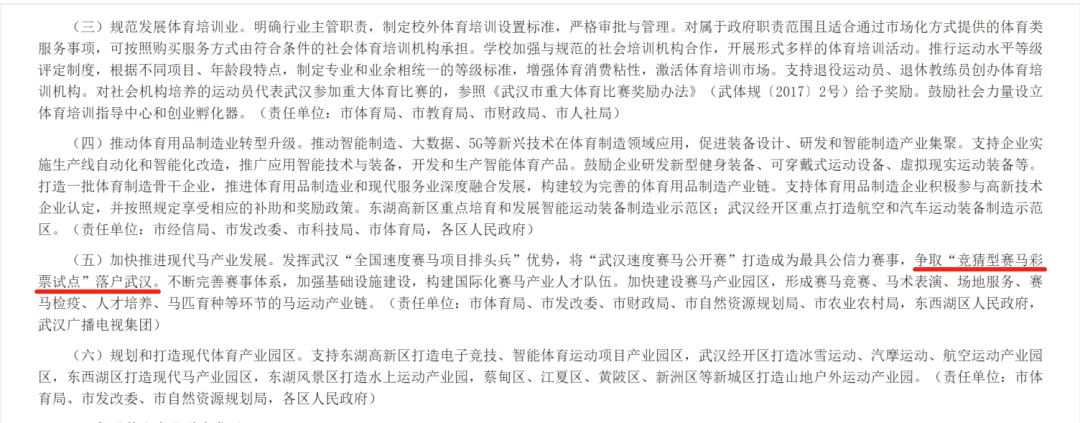 （三）规范发展体育培训业。明确行业主管职责，制定校外体育培训设置标准，严格审批与管理。对属于政府职责范围且适合通过市场化方式提供的体育类
服务事项，可按照购买服务方式由符合条件的社会体育培训机构承担。学校加强与规范的社会培训机构合作，开展形式多样的体育培训活动。推行运动水平等级
评定制度，根据不同项目、年龄段特点，制定专业和业余相统一的等级标准，增强体育消费粘性，激活体育培训市场。支持退役运动员、退休教练员创办体育培
训机构。对社会机构培养的运动员代表武汉参加重大体育比赛的，参照《武汉市重大体育比赛奖励办法》（武体规〔2017〕2号）给予奖励。鼓励社会力量设立
体育培训指导中心和创业孵化器。（责任单位：市体育局、市教育局、市财政局、市人社局）
（四）推动体育用品制造业转型升级。推动智能制造、大数据、5G等新兴技术在体育制造领域应用，促进装备设计、研发和智能制造产业集聚。支持企业实
施生产线自动化和智能化改造，推广应用智能技术与装备，开发和生产智能体育产品。鼓励企业研发新型健身装备、可穿戴式运动设备、虚拟现实运动装备等。
打造一批体育制造骨干企业，推进体育用品制造业和现代服务业深度融合发展，构建较为完善的体育用品制造产业链。支持体育用品制造企业积极参与高新技术
企业认定，并按照规定享受相应的补助和奖励政策。东湖高新区重点培育和发展智能运动装备制造业示范区；武汉经开区重点打造航空和汽车运动装备制造示范
区。（责任单位：市经信局、市发改委、市科技局、市体育局，各区人民政府）
（五）加快推进现代马产业发展。发挥武汉“全国速度赛马项目排头兵”优势，将“武汉速度赛马公开赛”打造成为最具公信力赛事，争取“竞猜型赛马彩
票试点”落户武汉。不断完善赛事体系，加强基础设施建设，构建国际化赛马产业人才队伍。加快建设赛马产业园区，形成赛马竞赛、马术表演、场地服务、赛
马检疫、人才培养、马匹育种等环节的马运动产业链。（责任单位：市体育局、市发改委、市财政局、市自然资源规划局、市农业农村局，东西湖区人民政府，
武汉广播电视集团）
（六）规划和打造现代体育产业园区。支持东湖高新区打造电子竞技、智能体育运动项目产业园区，武汉经开区打造冰雪运动、汽摩运动、航空运动产业园
区，东西湖区打造现代马产业园区，东湖风景区打造水上运动产业园，蔡甸区、江夏区、黄陂区、新洲区等新城区打造山地户外运动产业园。（责任单位：市体
育局、市发改委、市自然资源规划局，各区人民政府）